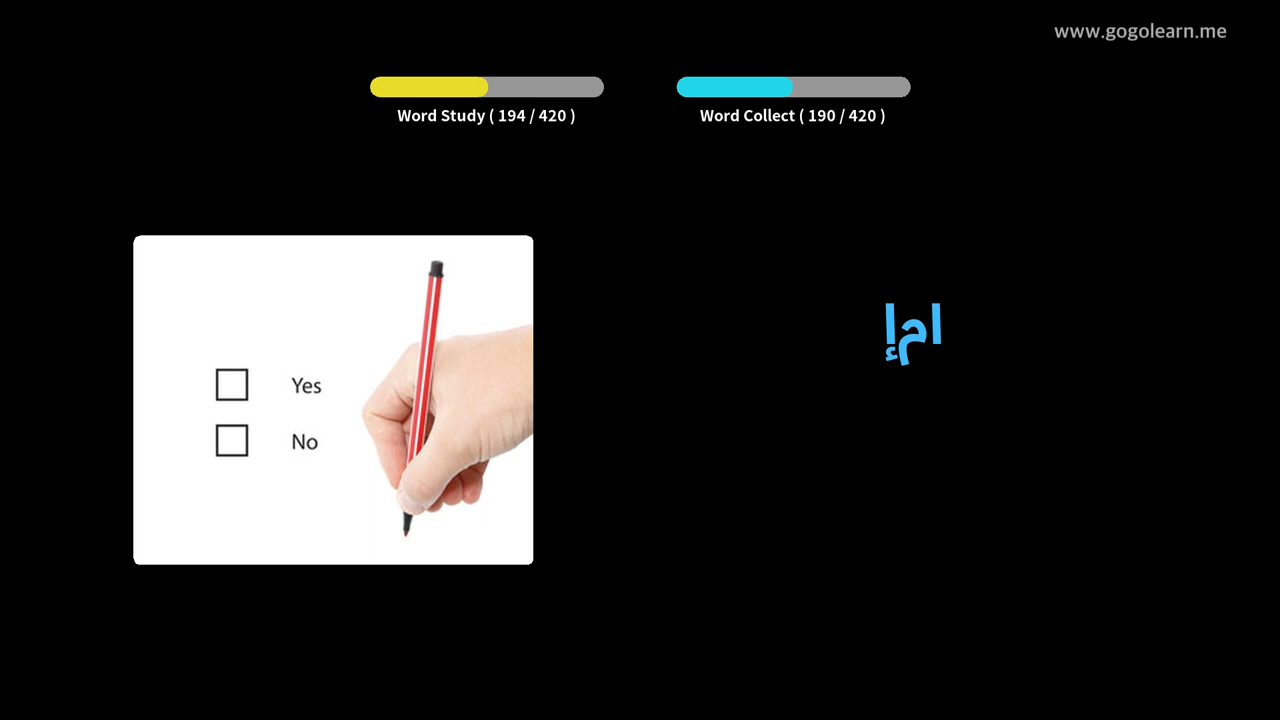 www.gogolearn.me
Word Study ( 194 / 420 )
Word Collect ( 190 / 420 )
Yes
No
إما